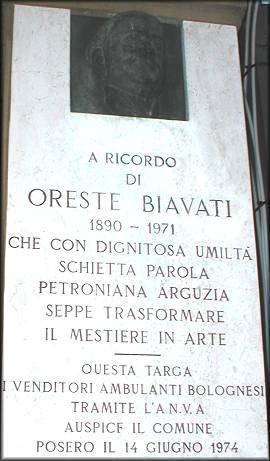 A RICORDO
DI
ORESTE BIAVATI
1890 - 1971
CHE CON DIGNITOSA UMILTÀ
SCHIETTA PAROLA
PETRONIANA ARGUZIA
SEPPE TRASFORMARE
IL MESTIERE IN ARTE
QUESTA TARGA
I VENDITORI AMBULANTI BOLOGNESI
TRAMITE L'A.N.V.A
AUSPICE IL COMUNE
POSERO IL 14 GIUGNO 1974